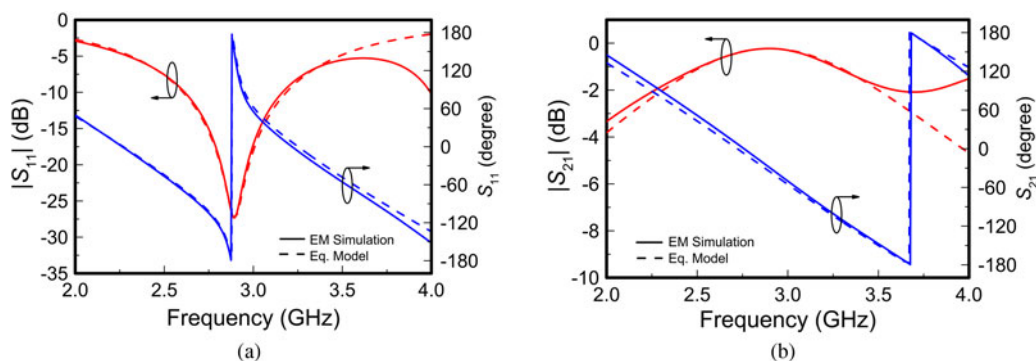 0
-5
-10
-15
-20
-25
-30
-35
|S11| (dB)
180
120
60
0
-60
-120
-180
S11 (degree)
EM Simulation
Eq. Model
2.0 2.5 3.0 3.5 4.0
Frequency (GHz)
(a)
0
-2
-4
-6
-8
-10
|S21| (dB)
180
120
60
0
-60
-120
-180
S21 (degree)
EM Simulation
Eq. Model
2.0 2.5 3.0 3.5 4.0
Frequency (GHz)
(b)